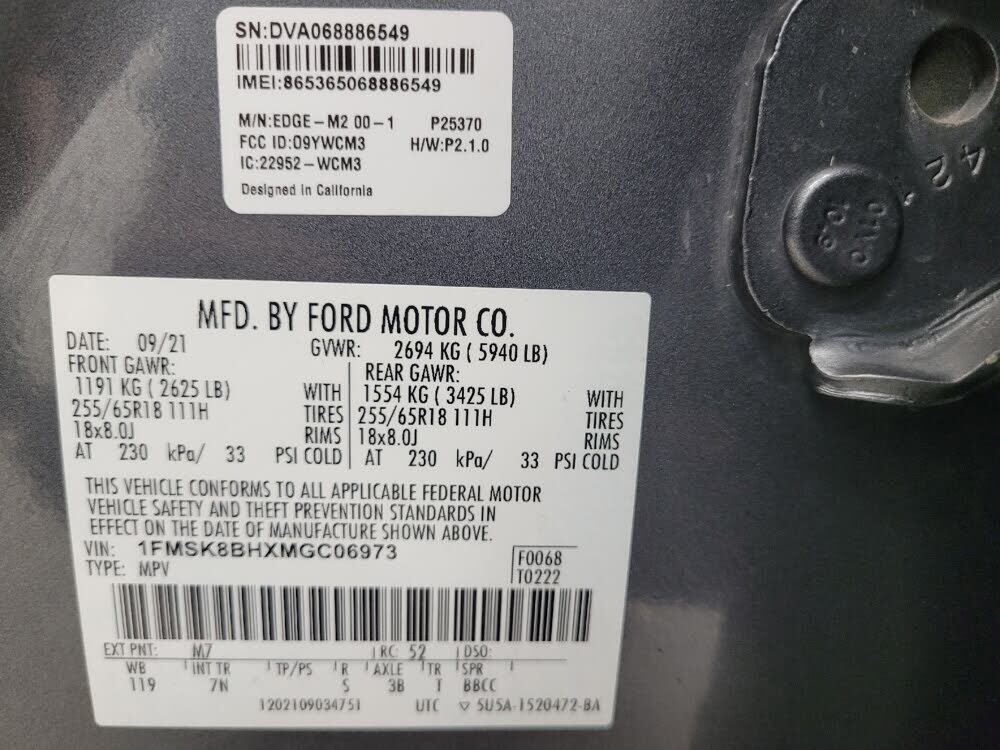 SN:DVA068886549
IMEI:865365068886549
M/N:EDGE-M2 00-1 P25370
FCC ID:O9YWCM3 H/W:P2.1.0
IC:22952-WCM3
Designed in California
42
MFD. BY FORD MOTOR CO.
DATE: 09/21 GVWR: 2694 KG ( 5940 LB)
FRONT GAWR: REAR GAWR:
1191 KG ( 2625 LB) WITH 1554 KG ( 3425 LB) WITH
255/65R18 111H TIRES 255/65R18 111H TIRES
18x8.0J RIMS 18x8.0J RIMS
AT 230 kPa/ 33 PSI COLD AT 230 kPa/ 33 PSI COLD
THIS VEHICLE CONFORMS TO ALL APPLICABLE FEDERAL MOTOR
VEHICLE SAFETY AND THEFT PREVENTION STANDARDS IN
EFFECT ON THE DATE OF MANUFACTURE SHOWN ABOVE.
VIN: 1FMSK8BHXMGC06973 F0068
TYPE: MPV T0222
EXT PNT: M7 RC: 52 DSO:
WB INT TR TP/PS R AXLE TR SPR
119 7N S 3B T BBCC
1202109034751 UTC ▽ 5U5A-1520472-BA